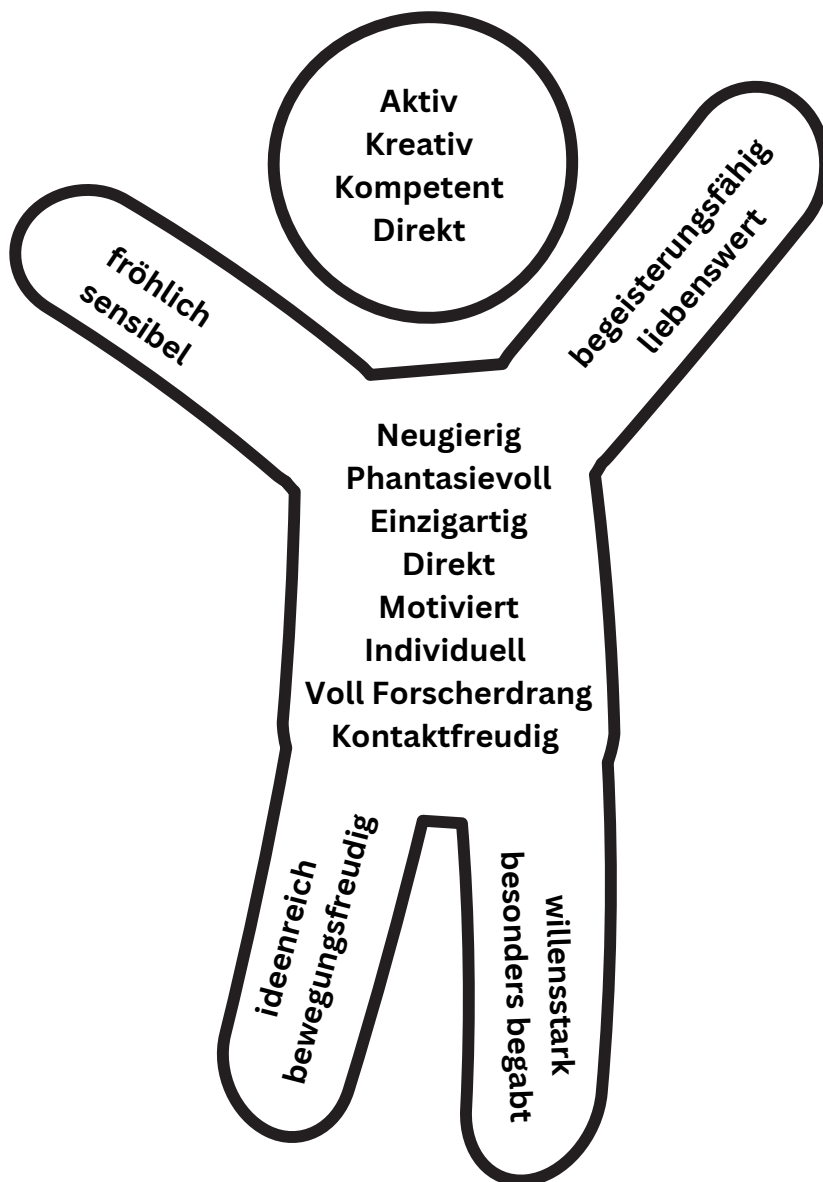 Aktiv
Kreativ
Kompetent
Direkt
fröhlich
sensibel
begeisterungsfähig
liebenswert
Neugierig
Phantasievoll
Einzigartig
Direkt
Motiviert
Individuell
Voll Forscherdrang
Kontaktfreudig
ideenreich
bewegungsfreudig
willensstark
besonders begabt